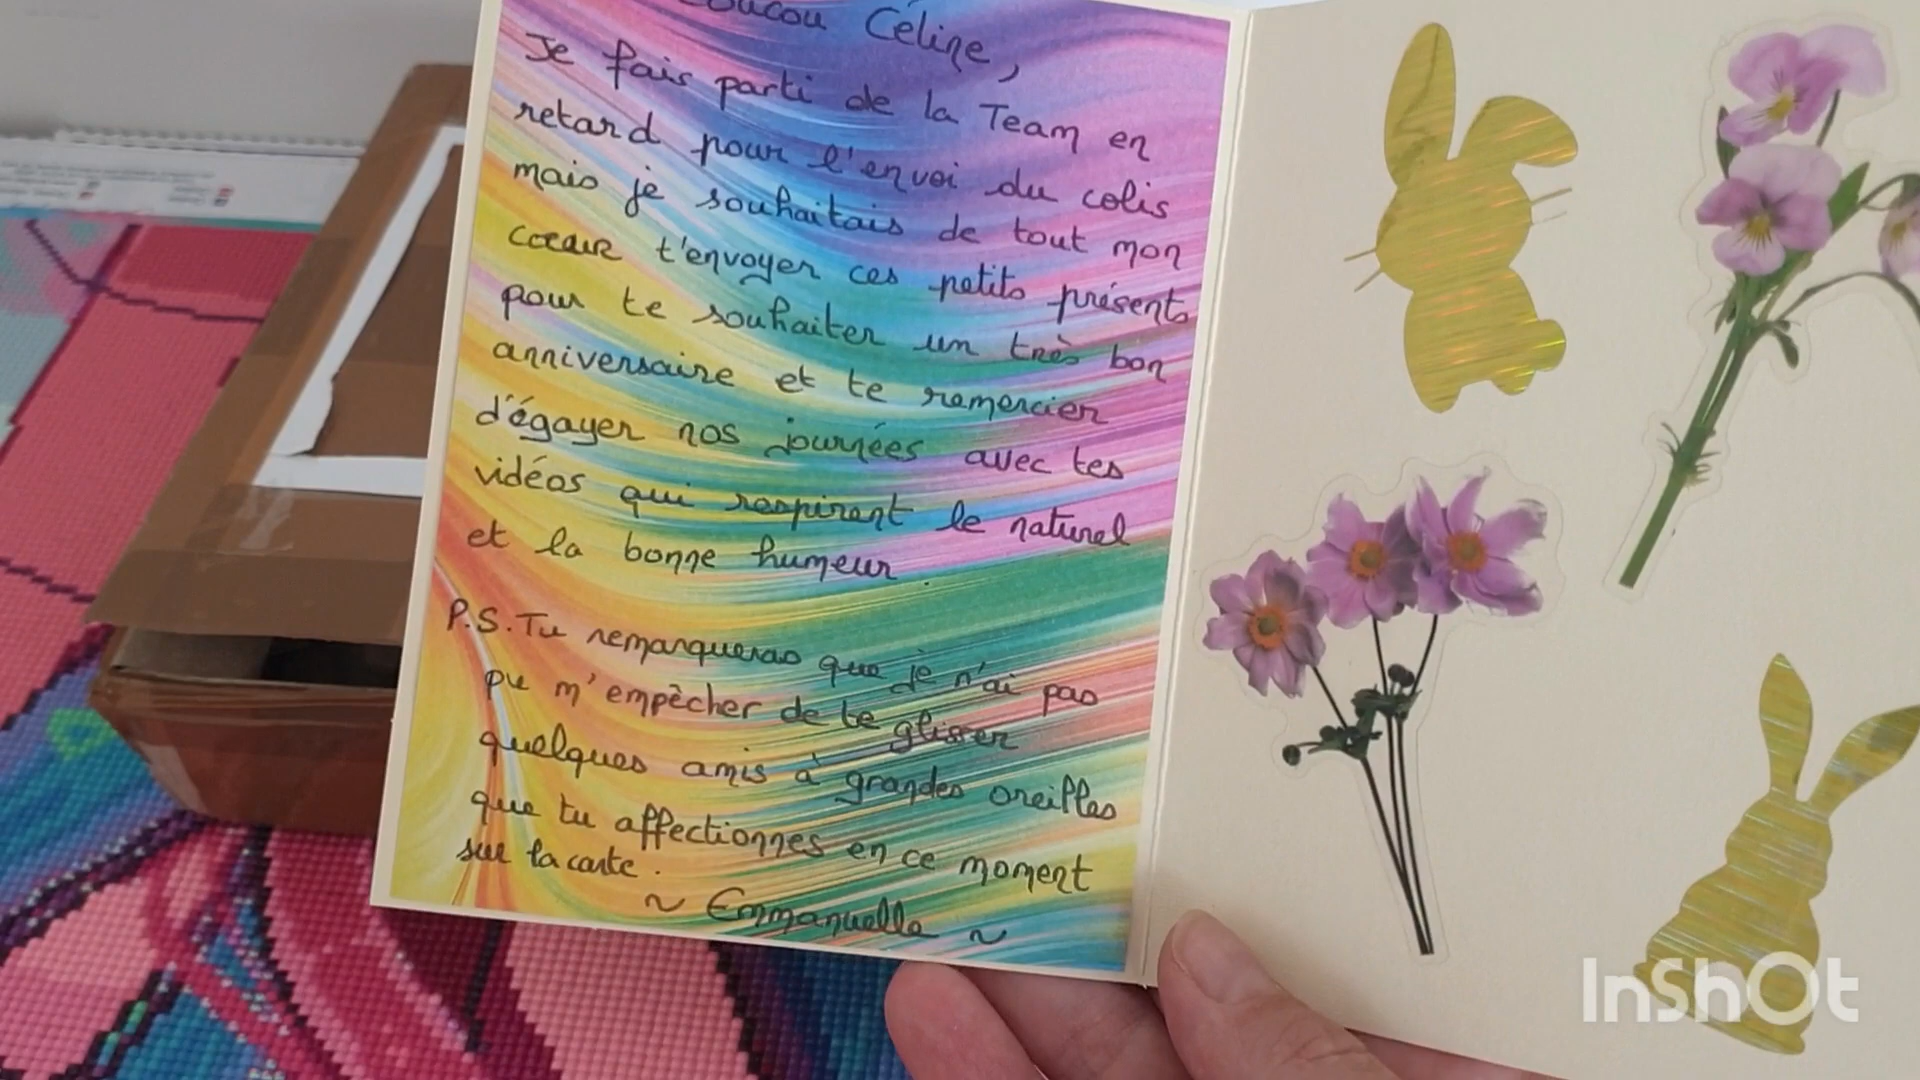 Coucou Céline,
Je fais parti de la Team en
retard pour l'envoi du colis
mais je souhaitais de tout mon
coeur t'envoyer ces petits présents
pour te souhaiter un très bon
anniversaire et te remercier
d'égayer nos journées avec tes
vidéos qui respirent le naturel
et la bonne humeur.
P.S. Tu remarqueras que je n'ai pas
pu m'empêcher de te glisser
quelques amis à grandes oreilles
que tu affectionnes en ce moment
sur la carte.
~ Emmanuelle ~
InShOt